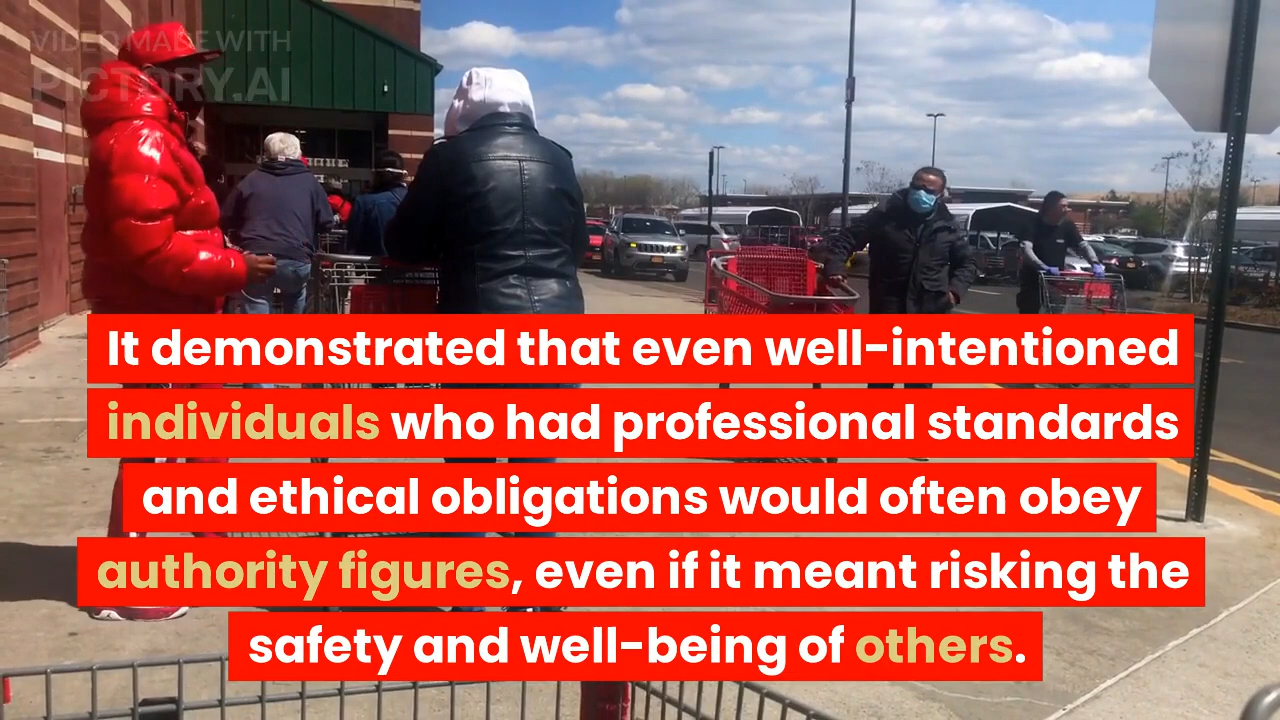 VIDEO MADE WITH
PICTORY.AI
It demonstrated that even well-intentioned
individuals who had professional standards
and ethical obligations would often obey
authority figures, even if it meant risking the
safety and well-being of others.